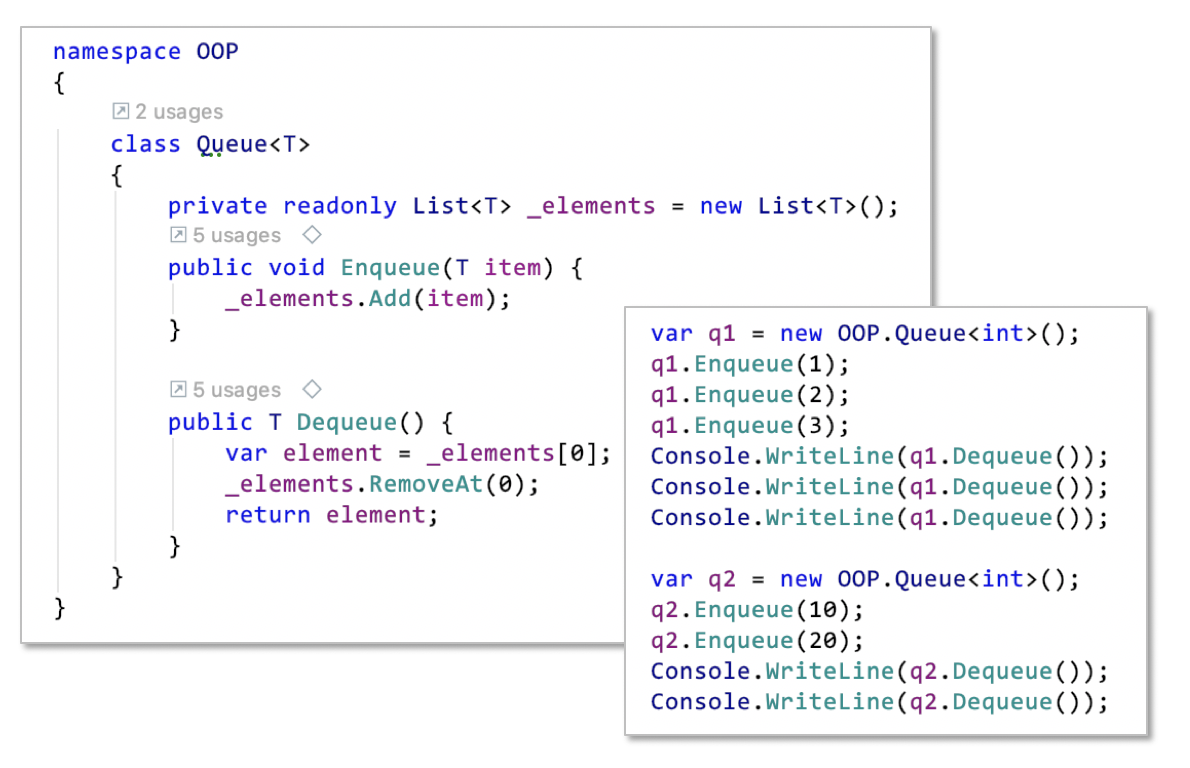 namespace OOP
{
2 usages
class Queue<T>
{
private readonly List<T> _elements = new List<T>();
5 usages
public void Enqueue(T item) {
_elements.Add(item);
}
5 usages
public T Dequeue() {
var element = _elements[0];
_elements.RemoveAt(0);
return element;
}
}
}
var q1 = new OOP.Queue<int>();
q1.Enqueue(1);
q1.Enqueue(2);
q1.Enqueue(3);
Console.WriteLine(q1.Dequeue());
Console.WriteLine(q1.Dequeue());
Console.WriteLine(q1.Dequeue());
var q2 = new OOP.Queue<int>();
q2.Enqueue(10);
q2.Enqueue(20);
Console.WriteLine(q2.Dequeue());
Console.WriteLine(q2.Dequeue());